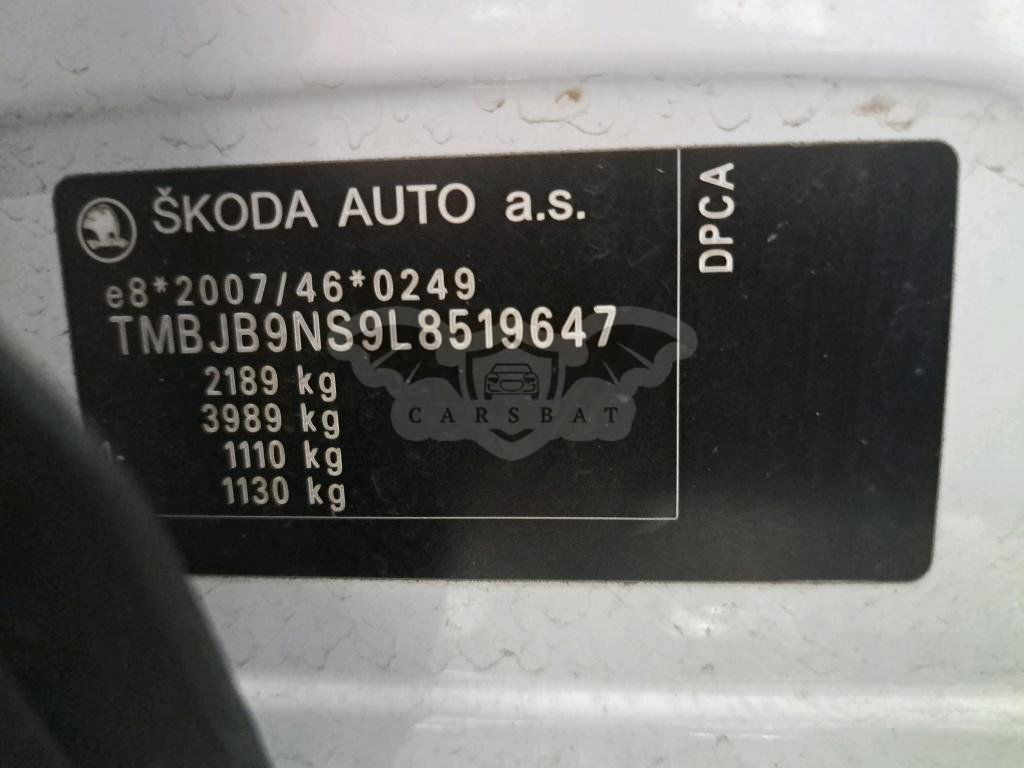 ŠKODA AUTO a.s.
e8*2007/46*0249
TMBJB9NS9L8519647
2189 kg
3989 kg
1110 kg
1130 kg
DPCA
CARSBAT